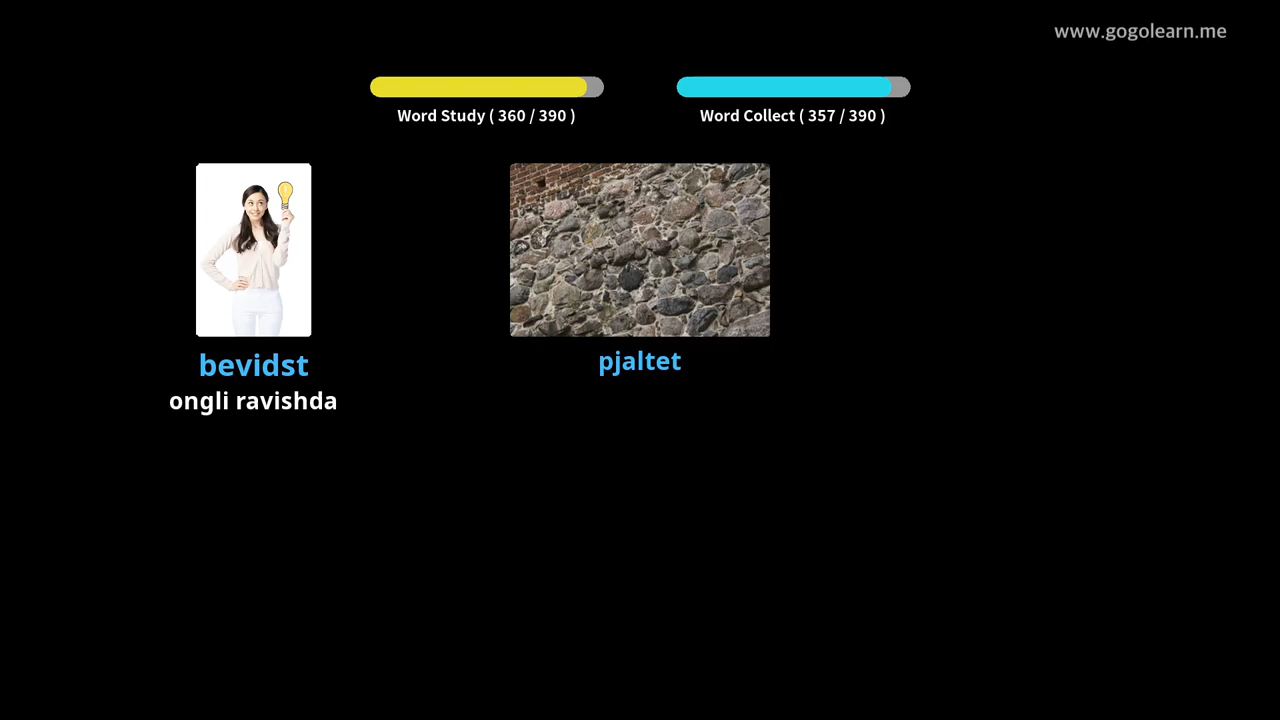 www.gogolearn.me
Word Study ( 360 / 390 )
Word Collect ( 357 / 390 )
bevidst
ongli ravishda
pjaltet